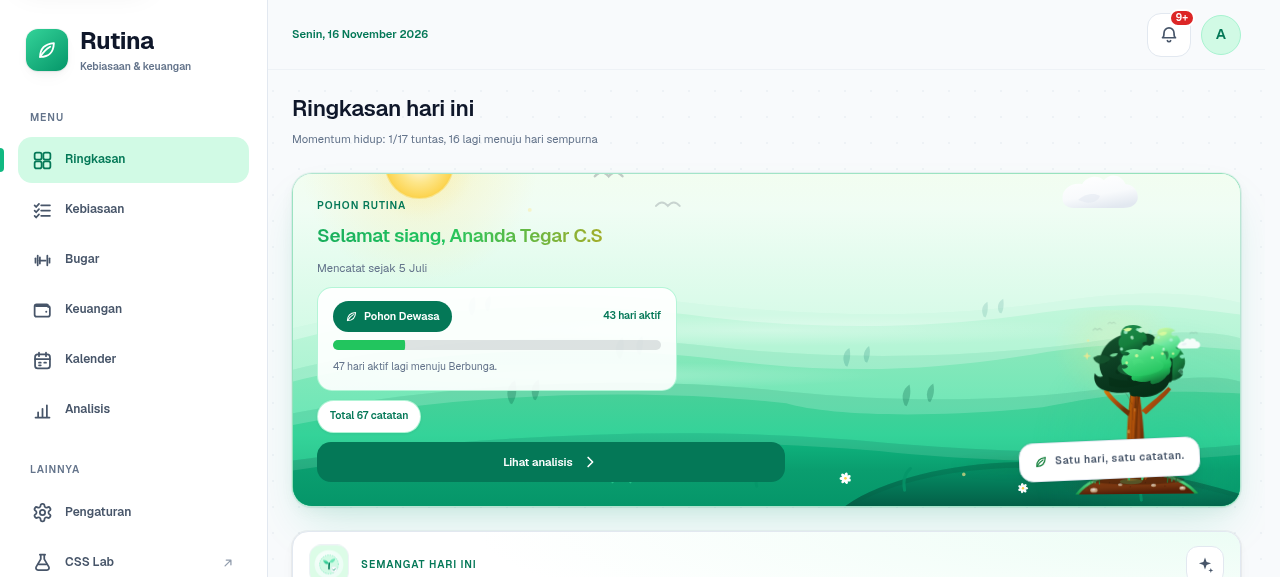 Rutina
Kebiasaan & keuangan
MENU
Ringkasan
Kebiasaan
Bugar
Keuangan
Kalender
Analisis
LAINNYA
Pengaturan
CSS Lab
Senin, 16 November 2026
9+
A
Ringkasan hari ini
Momentum hidup: 1/17 tuntas, 16 lagi menuju hari sempurna
POHON RUTINA
Selamat siang, Ananda Tegar C.S
Mencatat sejak 5 Juli
Pohon Dewasa
43 hari aktif
47 hari aktif lagi menuju Berbunga.
Total 67 catatan
Lihat analisis
Satu hari, satu catatan.
SEMANGAT HARI INI